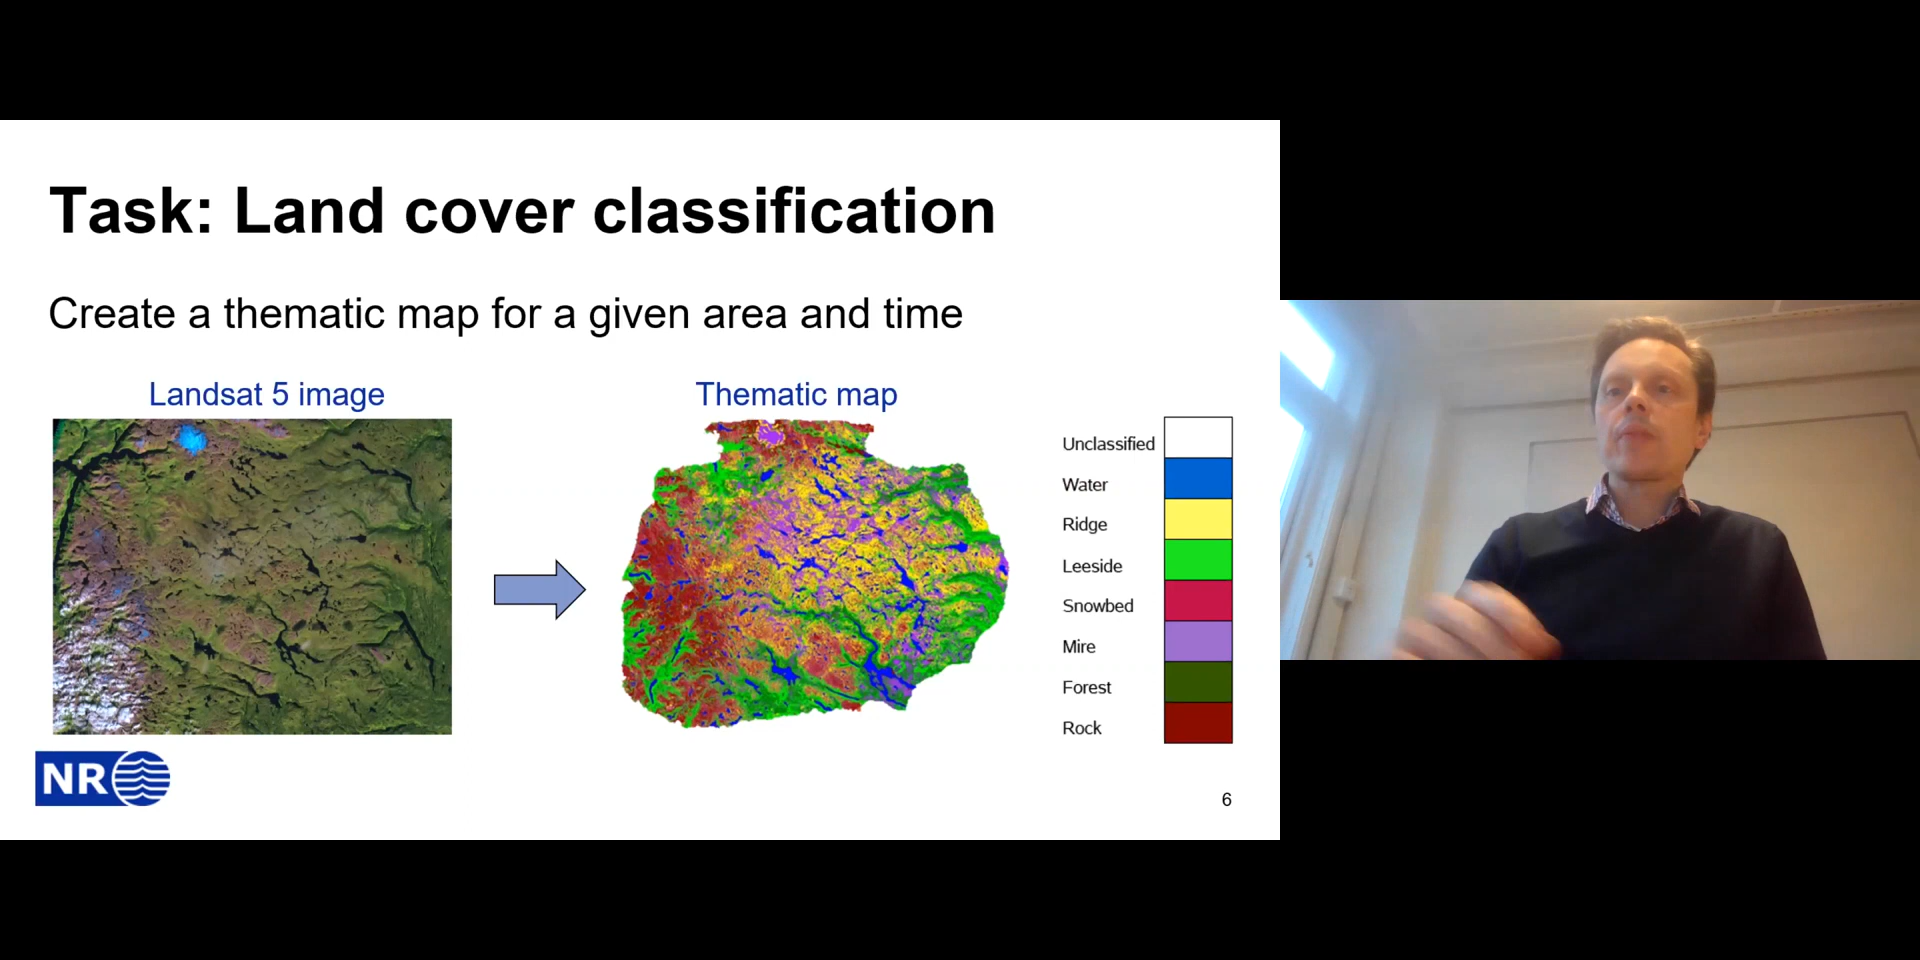 Task: Land cover classification
Create a thematic map for a given area and time
Landsat 5 image
Thematic map
Unclassified
Water
Ridge
Leeside
Snowbed
Mire
Forest
Rock
NR
6